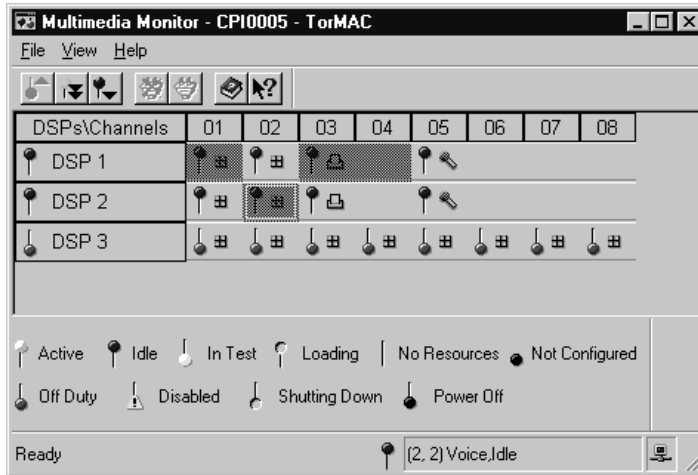 Multimedia Monitor - CPI0005 - TorMAC
File View Help
DSPs\Channels 01 02 03 04 05 06 07 08
DSP 1
DSP 2
DSP 3
Active Idle In Test Loading No Resources Not Configured
Off Duty Disabled Shutting Down Power Off
Ready (2, 2) Voice,Idle